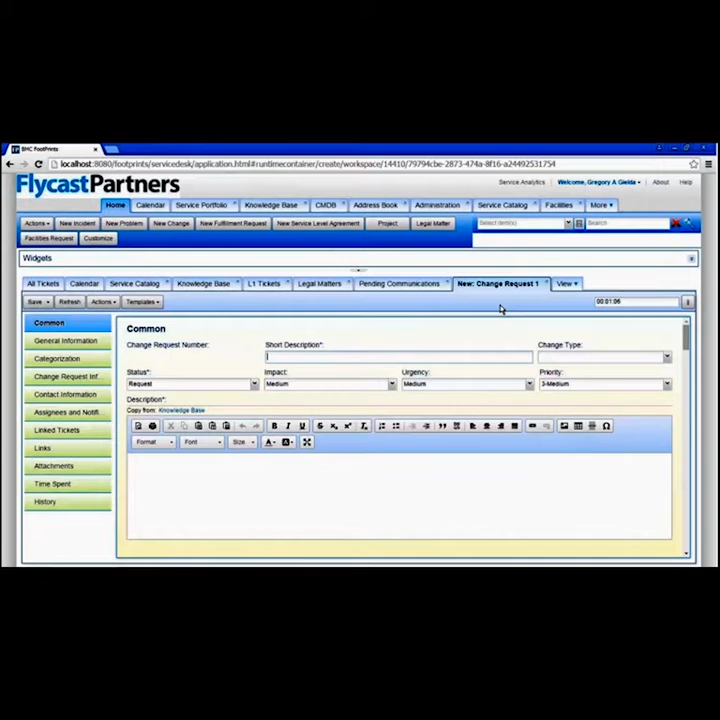 BMC FootPrints
localhost:8080/footprints/servicedesk/application.html#runtimecontainer/create/workspace/14410/79794cbe-2873-474a-8f16-a24492531754
FlycastPartners
Service Analytics Welcome, Gregory A Gielda About Help
Home Calendar Service Portfolio Knowledge Base CMDB Address Book Administration Service Catalog Facilities More
Actions New Incident New Problem New Change New Fulfillment Request New Service Level Agreement Project Legal Matter Select item(s) Search
Facilities Request Customize
Widgets
All Tickets Calendar Service Catalog Knowledge Base L1 Tickets Legal Matters Pending Communications New: Change Request 1 View
Save Refresh Actions Templates 00:01:06
Common
General Information
Categorization
Change Request Inf...
Contact Information
Assignees and Notifi...
Linked Tickets
Links
Attachments
Time Spent
History
Common
Change Request Number: Short Description*: Change Type:
Status*: Impact: Urgency: Priority:
Request Medium Medium 3-Medium
Description*:
Copy from: Knowledge Base
B I U S
Format Font Size A A